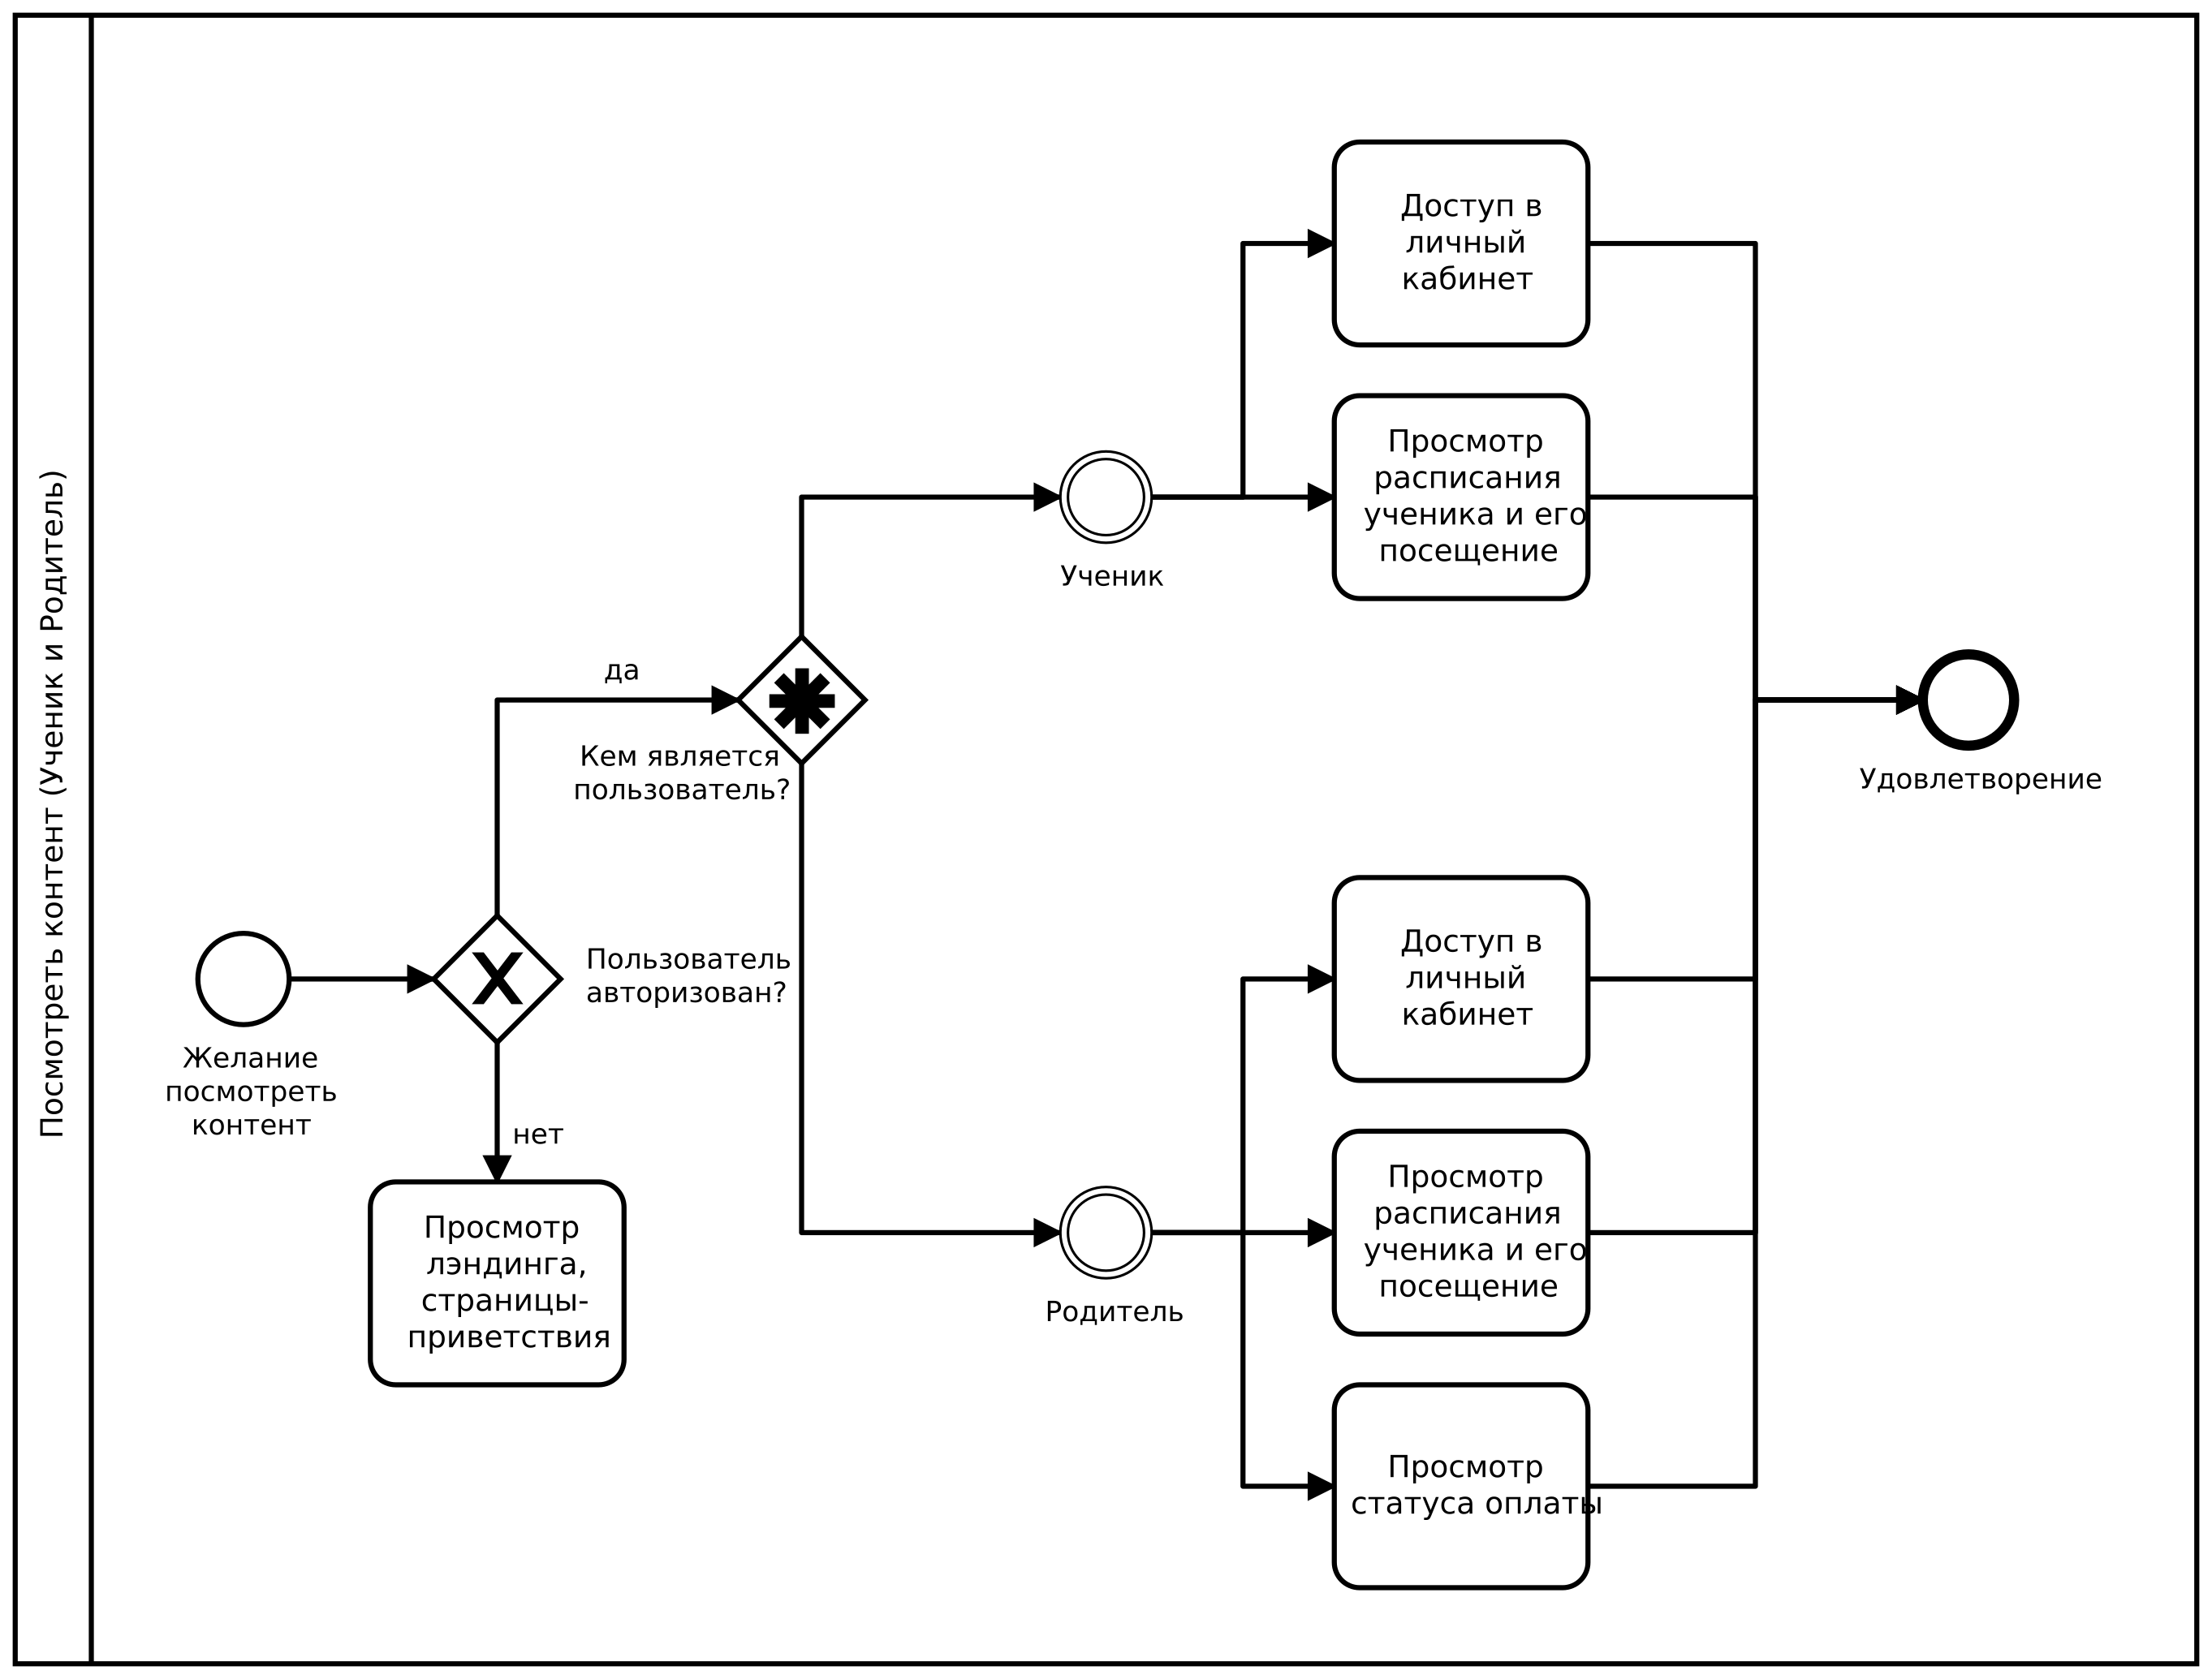 Посмотреть контент (Ученик и Родитель)
Доступ в
личный
кабинет
Просмотр
расписания
ученика и его
посещение
Ученик
да
Кем является
пользователь?
Удовлетворение
Пользователь
авторизован?
Желание
посмотреть
контент
нет
Доступ в
личный
кабинет
Просмотр
лэндинга,
страницы-
приветствия
Просмотр
расписания
ученика и его
посещение
Родитель
Просмотр
статуса оплаты